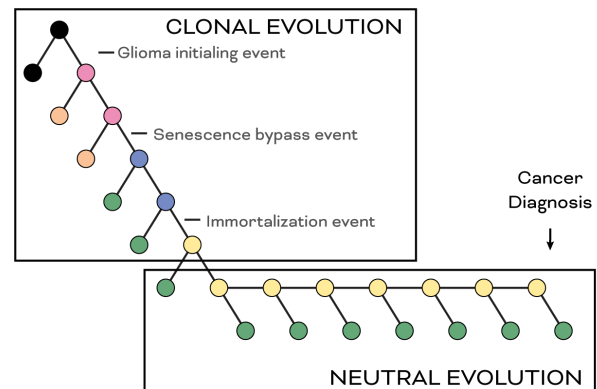 CLONAL EVOLUTION
Glioma initialing event
Senescence bypass event
Cancer
Diagnosis
Immortalization event
NEUTRAL EVOLUTION